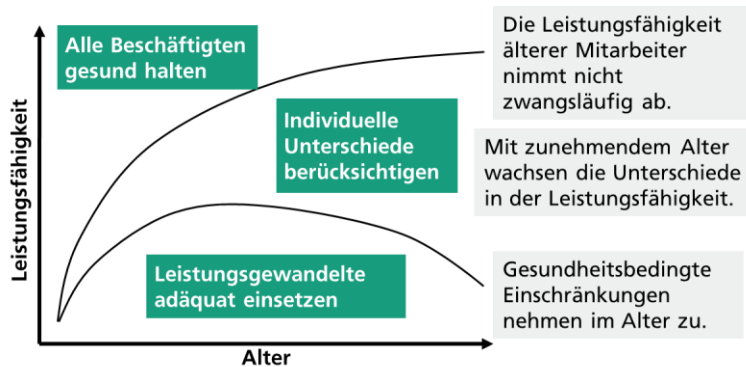 Alle Beschäftigten
gesund halten
Die Leistungsfähigkeit
älterer Mitarbeiter
nimmt nicht
zwangsläufig ab.
Individuelle
Unterschiede
berücksichtigen
Mit zunehmendem Alter
wachsen die Unterschiede
in der Leistungsfähigkeit.
Leistungsgewandelte
adäquat einsetzen
Gesundheitsbedingte
Einschränkungen
nehmen im Alter zu.
Leistungsfähigkeit
Alter